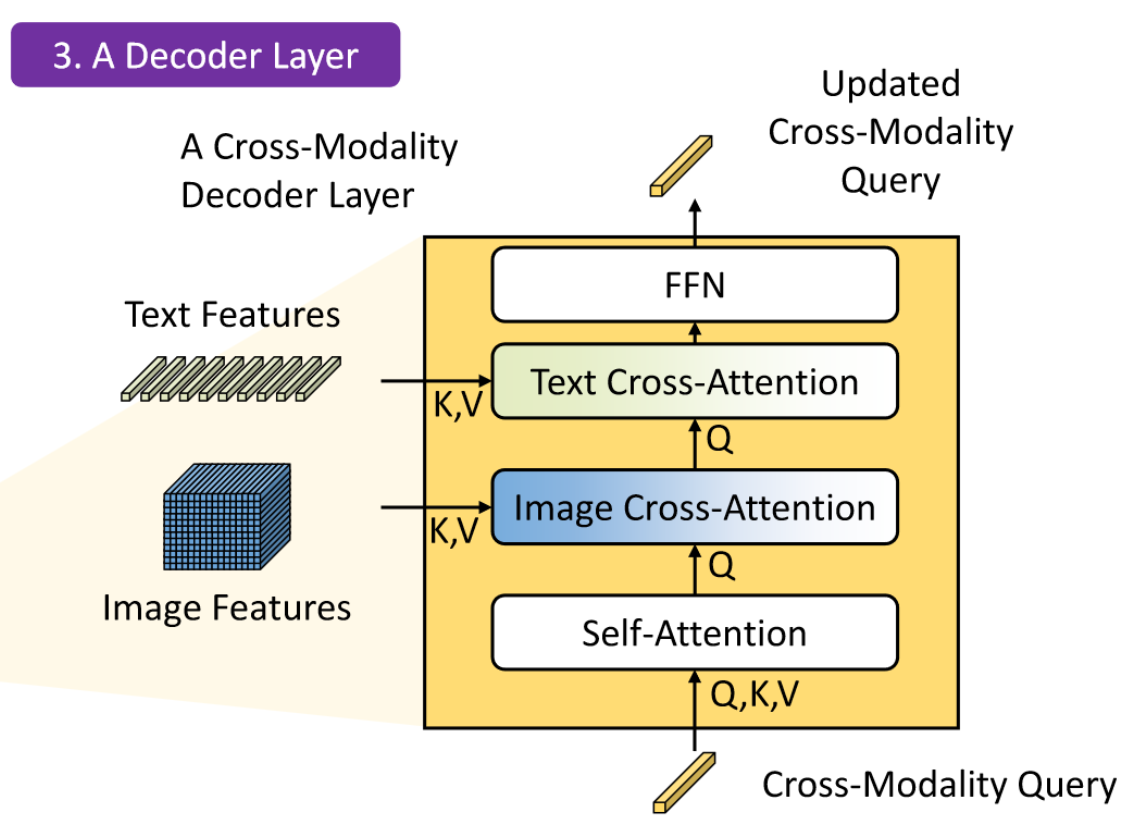 3. A Decoder Layer
A Cross-Modality
Decoder Layer
Updated
Cross-Modality
Query
FFN
Text Features
Text Cross-Attention
K,V
Q
Image Cross-Attention
K,V
Q
Image Features
Self-Attention
Q,K,V
Cross-Modality Query